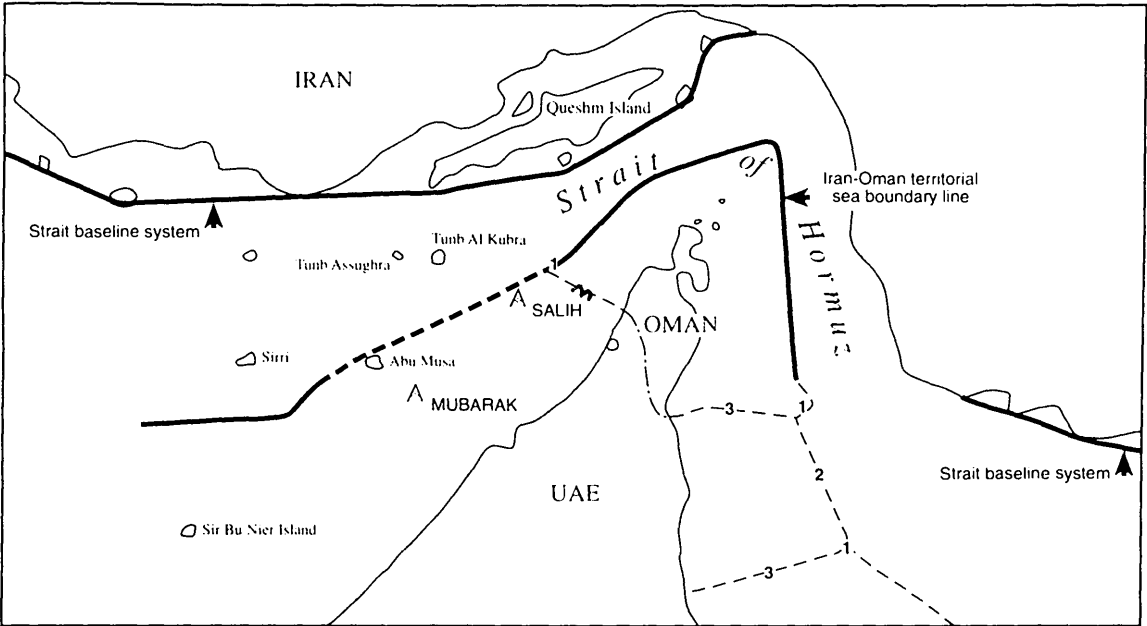 IRAN
Queshm Island
Strait of Hormuz
Iran-Oman territorial
sea boundary line
Strait baseline system
Tunb Al Kubra
Tunb Assughra
1
SALIH
OMAN
Sirri
Abu Musa
MUBARAK
3
1
2
Strait baseline system
UAE
Sir Bu Nier Island
1
3